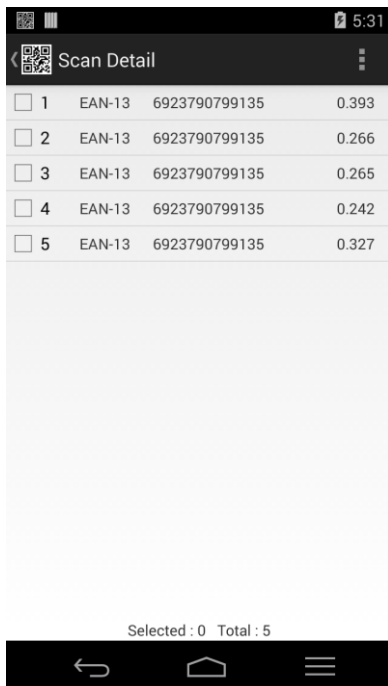 5:31
Scan Detail
1 EAN-13 6923790799135 0.393
2 EAN-13 6923790799135 0.266
3 EAN-13 6923790799135 0.265
4 EAN-13 6923790799135 0.242
5 EAN-13 6923790799135 0.327
Selected : 0 Total : 5